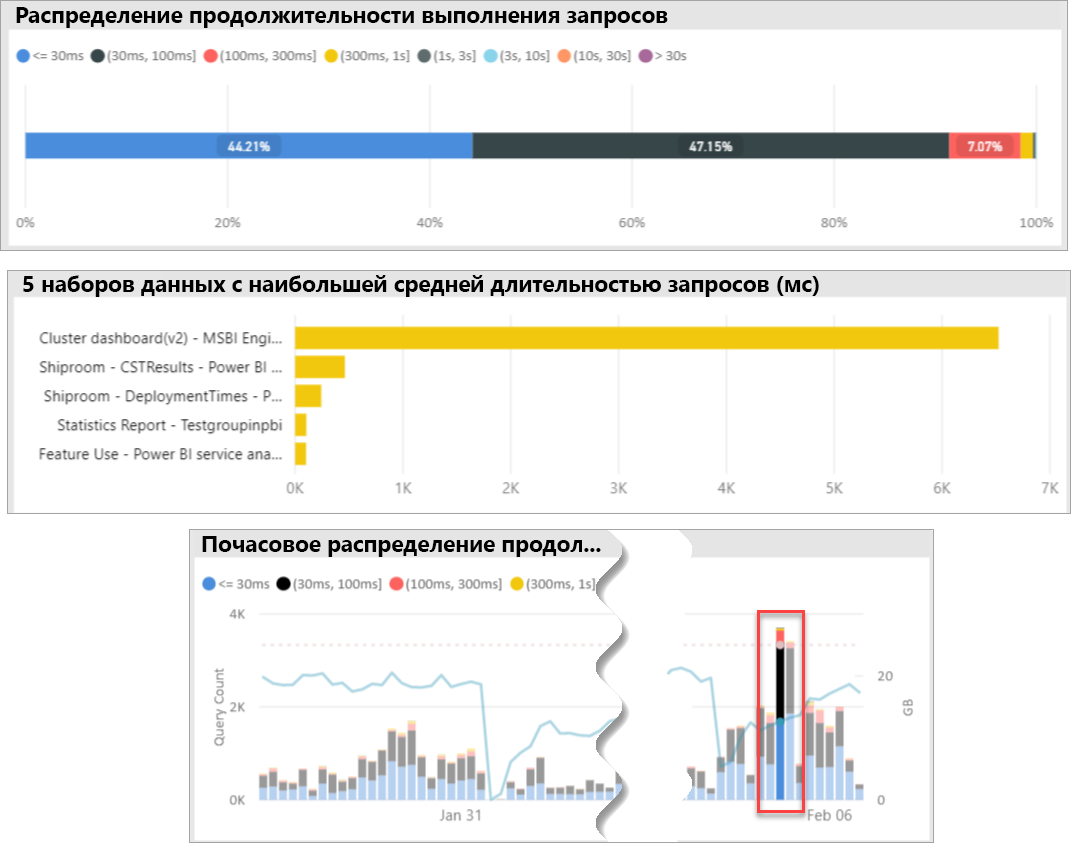 Распределение продолжительности выполнения запросов
<= 30ms (30ms, 100ms] (100ms, 300ms] (300ms, 1s] (1s, 3s] (3s, 10s] (10s, 30s] > 30s
44.21% 47.15% 7.07%
0% 20% 40% 60% 80% 100%
5 наборов данных с наибольшей средней длительностью запросов (мс)
Cluster dashboard(v2) - MSBI Engi...
Shiproom - CSTResults - Power BI ...
Shiproom - DeploymentTimes - P...
Statistics Report - Testgroupinpbi
Feature Use - Power BI service ana...
0K 1K 2K 3K 4K 5K 6K 7K
Почасовое распределение продол...
<= 30ms (30ms, 100ms] (100ms, 300ms] (300ms, 1s]
4K
2K 20
0K 0
Query Count
GB
Jan 31 Feb 06